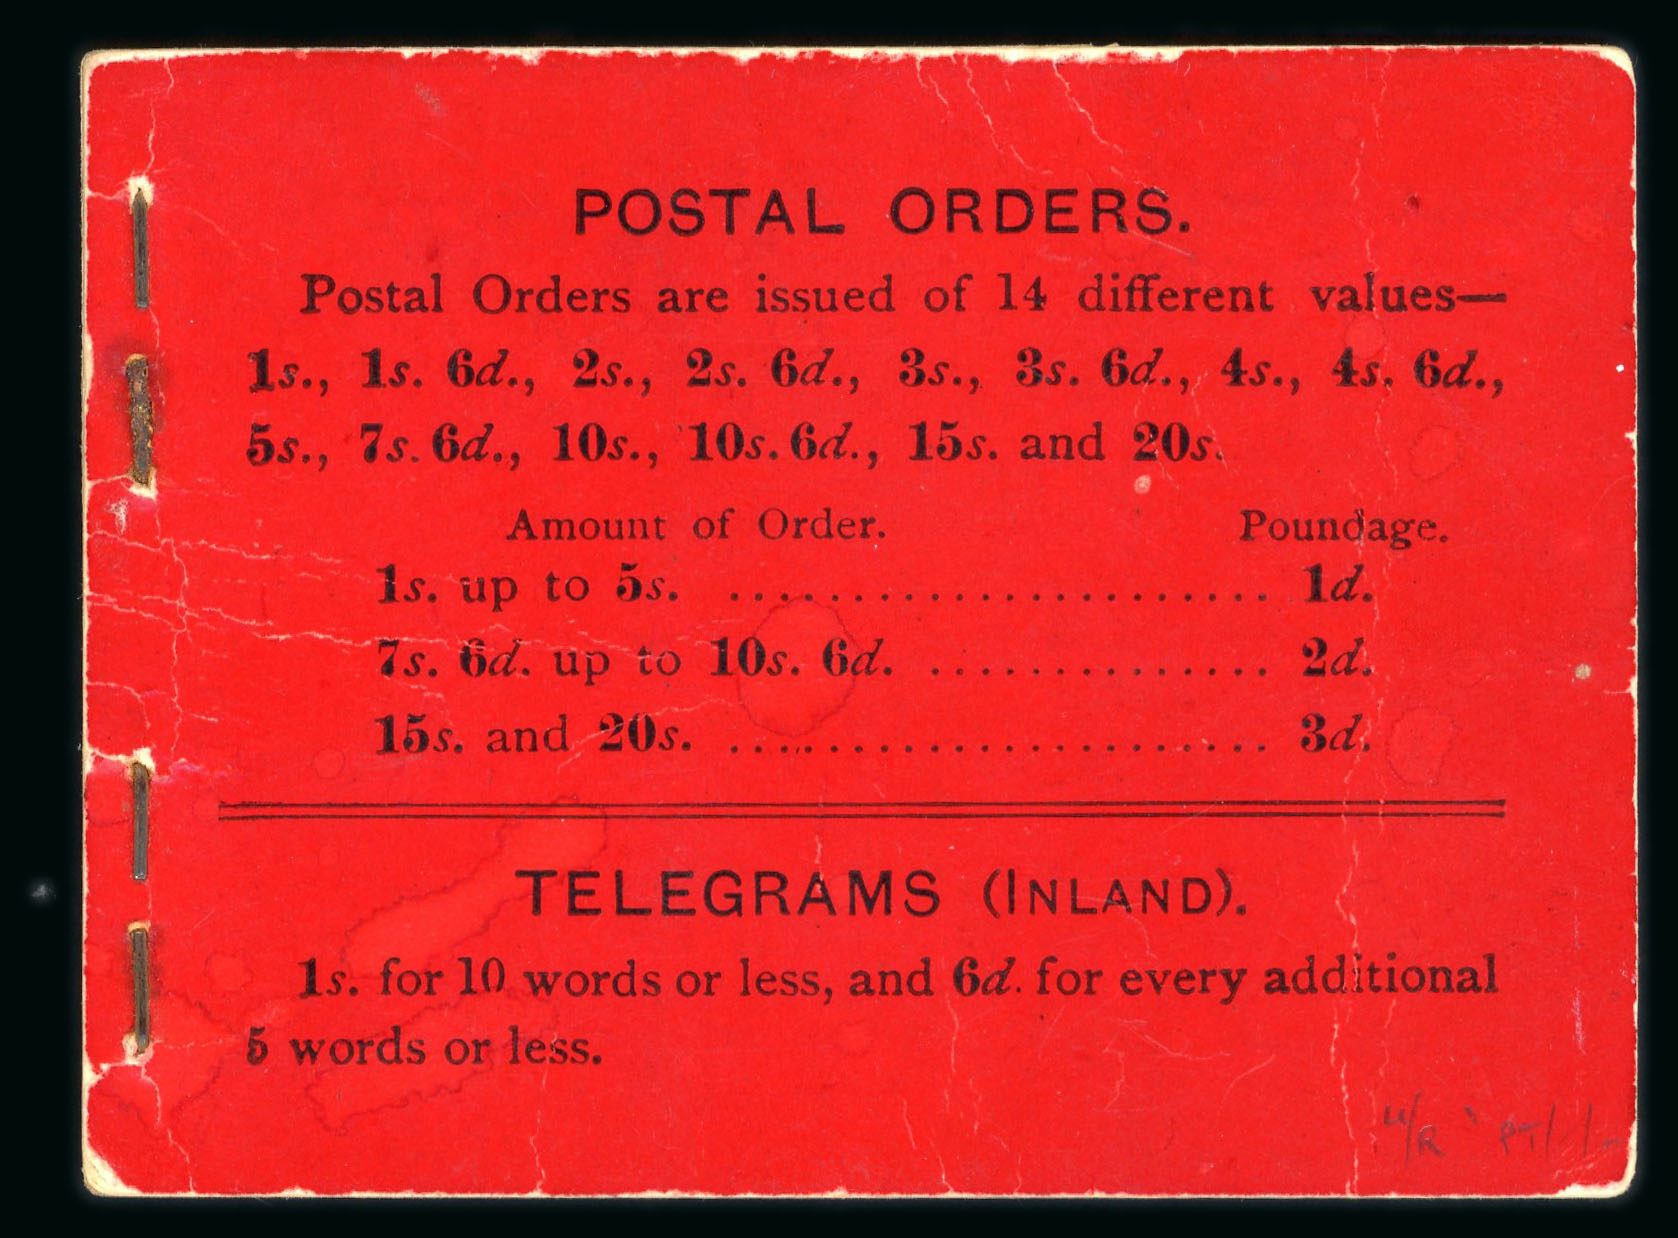 POSTAL ORDERS.
Postal Orders are issued of 14 different values—
1s., 1s. 6d., 2s., 2s. 6d., 3s., 3s. 6d., 4s., 4s. 6d.,
5s., 7s. 6d., 10s., 10s. 6d., 15s. and 20s.
Amount of Order. Poundage.
1s. up to 5s. ........................ 1d.
7s. 6d. up to 10s. 6d. ............... 2d.
15s. and 20s. ........................ 3d.
TELEGRAMS (INLAND).
1s. for 10 words or less, and 6d. for every additional
5 words or less.